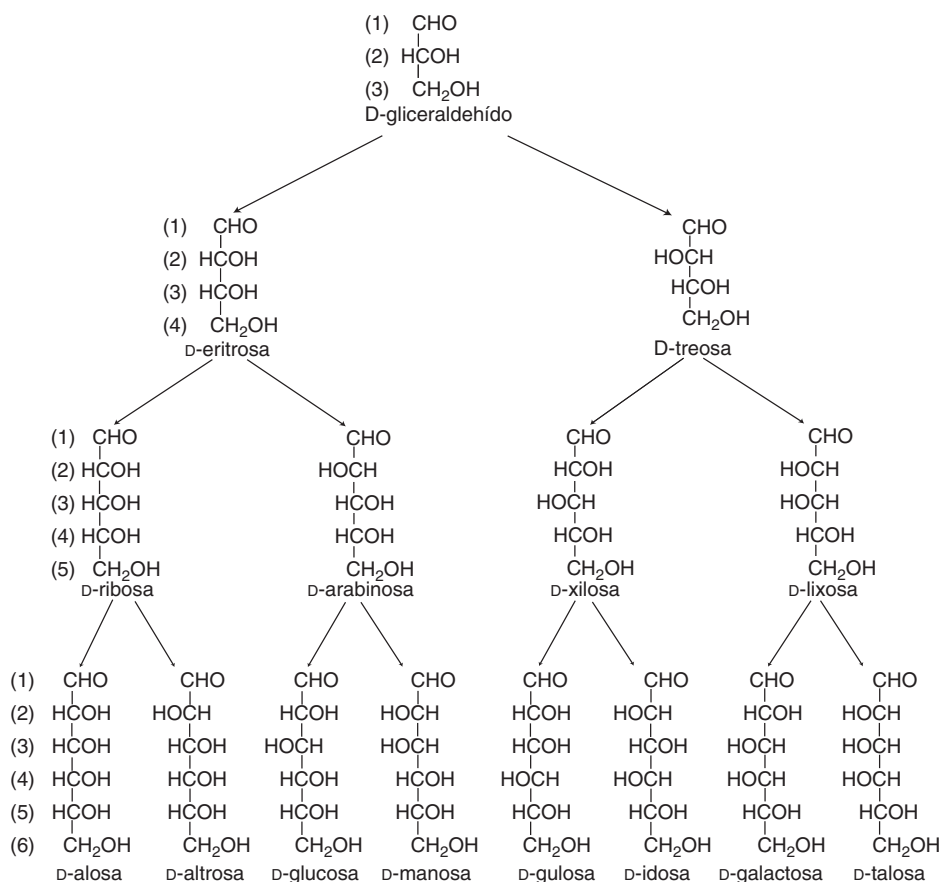 (1) CHO
(2) HCOH
(3) CH2OH
D-gliceraldehído
(1) CHO CHO
(2) HCOH HOCH
(3) HCOH HCOH
(4) CH2OH CH2OH
D-eritrosa D-treosa
(1) CHO CHO CHO CHO
(2) HCOH HOCH HCOH HOCH
(3) HCOH HCOH HOCH HOCH
(4) HCOH HCOH HCOH HCOH
(5) CH2OH CH2OH CH2OH CH2OH
D-ribosa D-arabinosa D-xilosa D-lixosa
(1) CHO CHO CHO CHO CHO CHO CHO CHO
(2) HCOH HOCH HCOH HOCH HCOH HOCH HCOH HOCH
(3) HCOH HCOH HOCH HOCH HCOH HCOH HOCH HOCH
(4) HCOH HCOH HCOH HCOH HOCH HOCH HOCH HOCH
(5) HCOH HCOH HCOH HCOH HCOH HCOH HCOH HCOH
(6) CH2OH CH2OH CH2OH CH2OH CH2OH CH2OH CH2OH CH2OH
D-alosa D-altrosa D-glucosa D-manosa D-gulosa D-idosa D-galactosa D-talosa